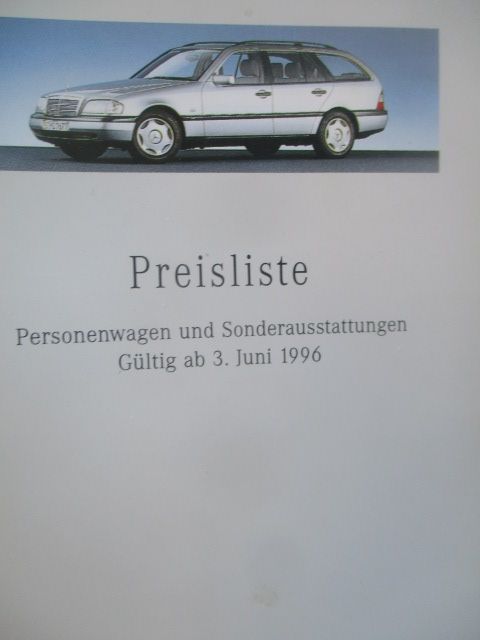 Preisliste
Personenwagen und Sonderausstattungen
Gültig ab 3. Juni 1996